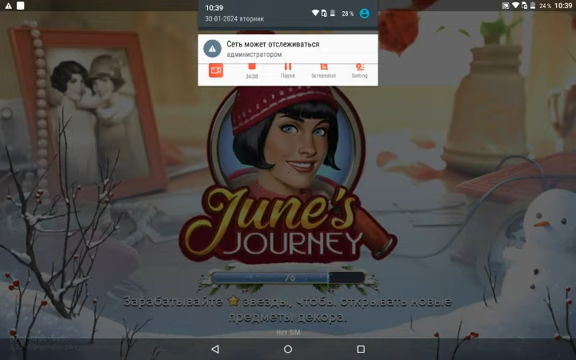 10:39
30-01-2024 вторник
28 %
24 %
10:39
Сеть может отслеживаться
администратором
34:08
Пауза
Screenshot
Setting
June's
JOURNEY
76
Зарабатывайте звезды, чтобы открывать новые
предметы декора.
Нет SIM